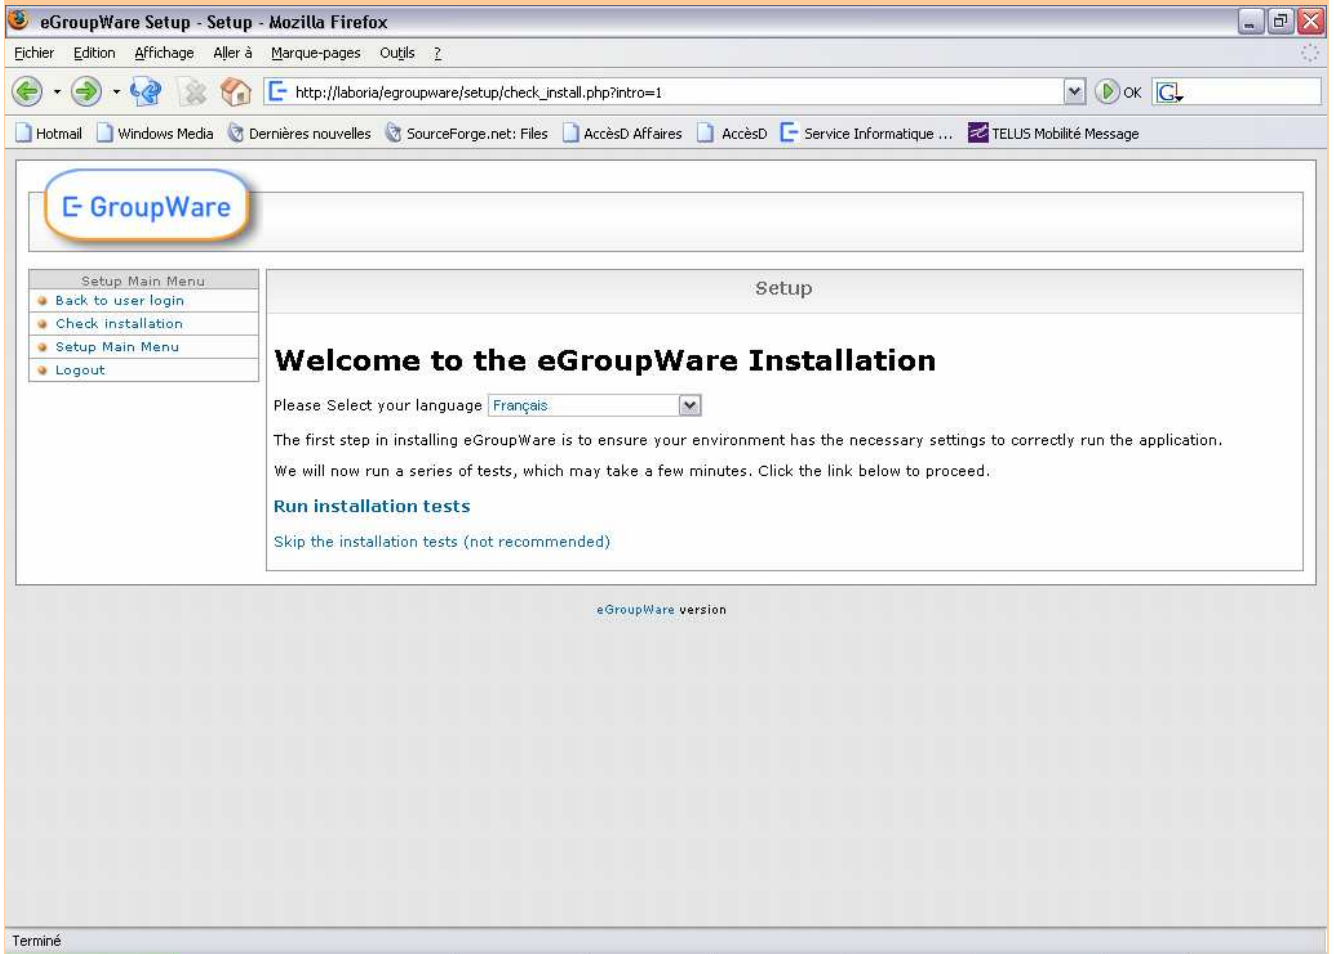 eGroupWare Setup - Setup - Mozilla Firefox
Fichier Edition Affichage Aller à Marque-pages Outils ?
http://laboria/egroupware/setup/check_install.php?intro=1 OK G
Hotmail Windows Media Dernières nouvelles SourceForge.net: Files AccèsD Affaires AccèsD Service Informatique ... TELUS Mobilité Message
E- GroupWare
Setup Main Menu
Back to user login
Check installation
Setup Main Menu
Logout
Setup
Welcome to the eGroupWare Installation
Please Select your language Français
The first step in installing eGroupWare is to ensure your environment has the necessary settings to correctly run the application.
We will now run a series of tests, which may take a few minutes. Click the link below to proceed.
Run installation tests
Skip the installation tests (not recommended)
eGroupWare version
Terminé